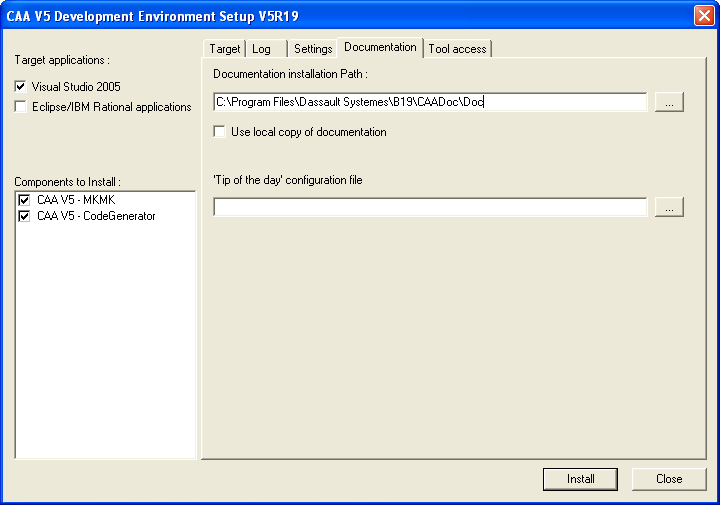 CAA V5 Development Environment Setup V5R19
Target applications :
Visual Studio 2005
Eclipse/IBM Rational applications
Components to Install :
CAA V5 - MKMK
CAA V5 - CodeGenerator
Target Log Settings Documentation Tool access
Documentation installation Path :
C:\Program Files\Dassault Systemes\B19\CAADoc\Doc
...
Use local copy of documentation
'Tip of the day' configuration file
...
Install Close